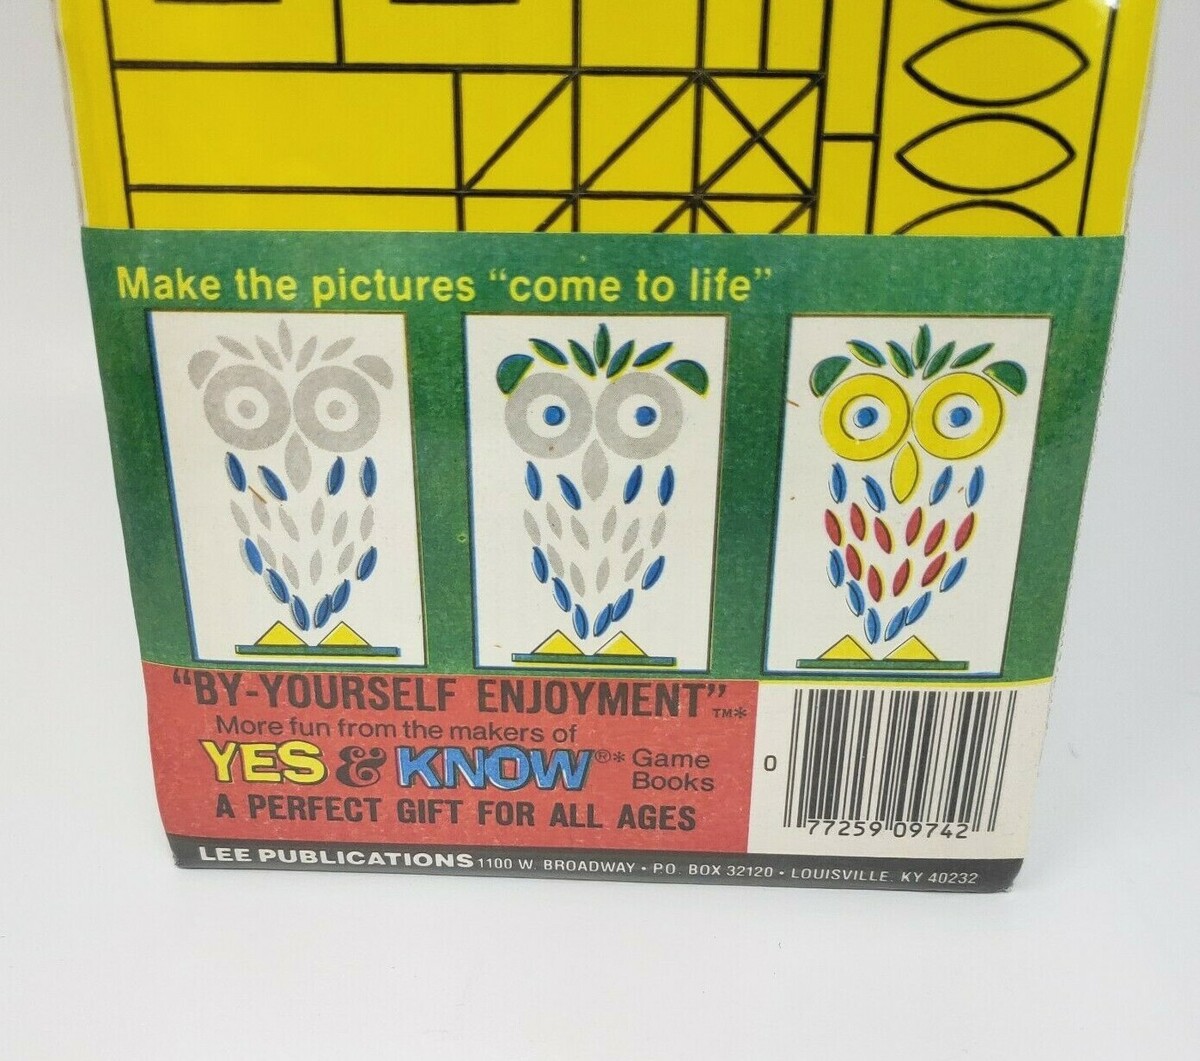 Make the pictures "come to life"
"BY-YOURSELF ENJOYMENT" TM*
More fun from the makers of
YES & KNOW®* Game Books
A PERFECT GIFT FOR ALL AGES
0 77259 09742
LEE PUBLICATIONS 1100 W. BROADWAY • P.O. BOX 32120 • LOUISVILLE, KY 40232